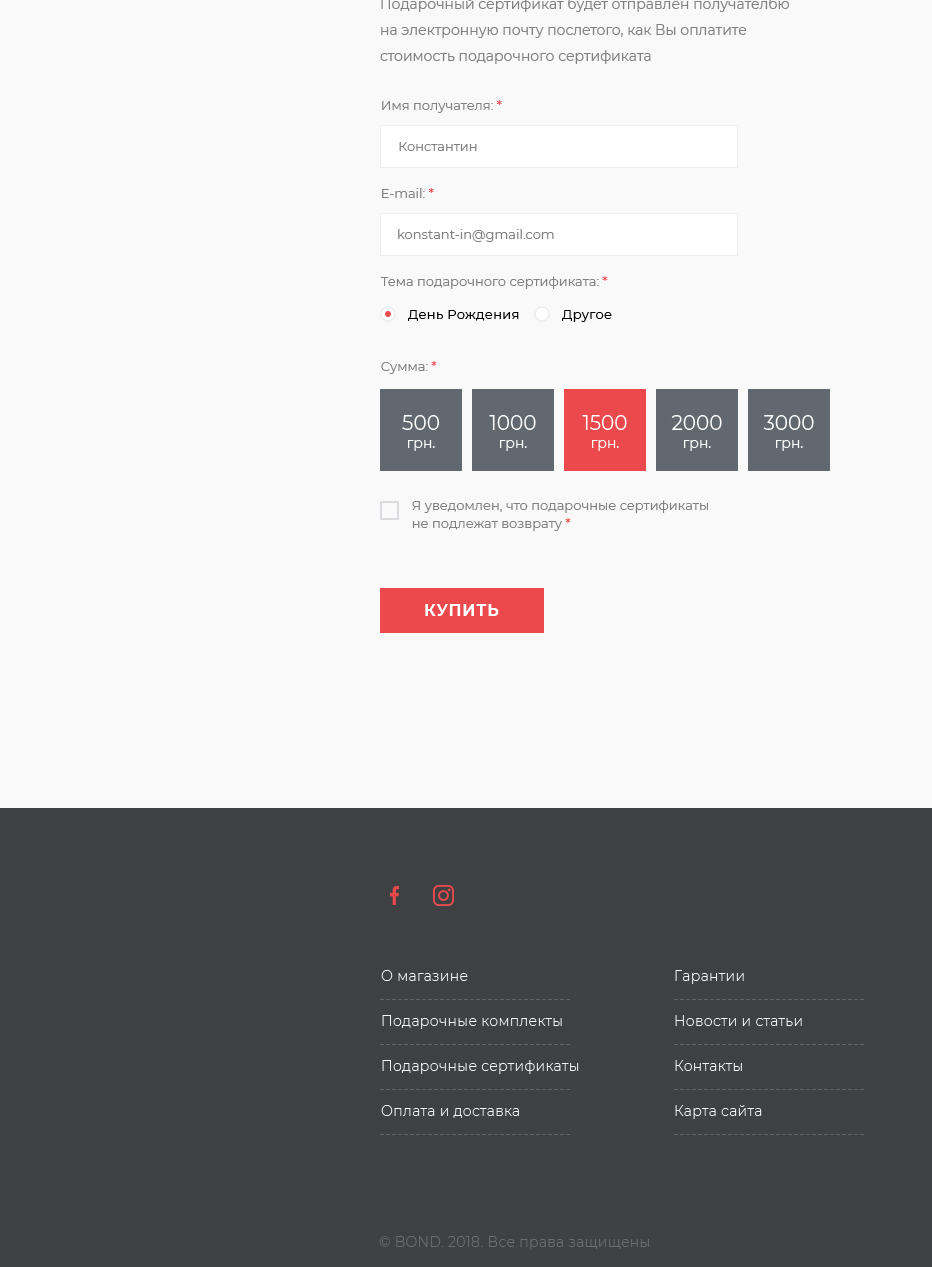 Подарочный сертификат будет отправлен получателбю
на электронную почту послетого, как Вы оплатите
стоимость подарочного сертификата
Имя получателя: *
Константин
E-mail: *
konstant-in@gmail.com
Тема подарочного сертификата: *
День Рождения Другое
Сумма: *
500 1000 1500 2000 3000
грн. грн. грн. грн. грн.
Я уведомлен, что подарочные сертификаты
не подлежат возврату *
КУПИТЬ
О магазине Гарантии
Подарочные комплекты Новости и статьи
Подарочные сертификаты Контакты
Оплата и доставка Карта сайта
© BOND. 2018. Все права защищены